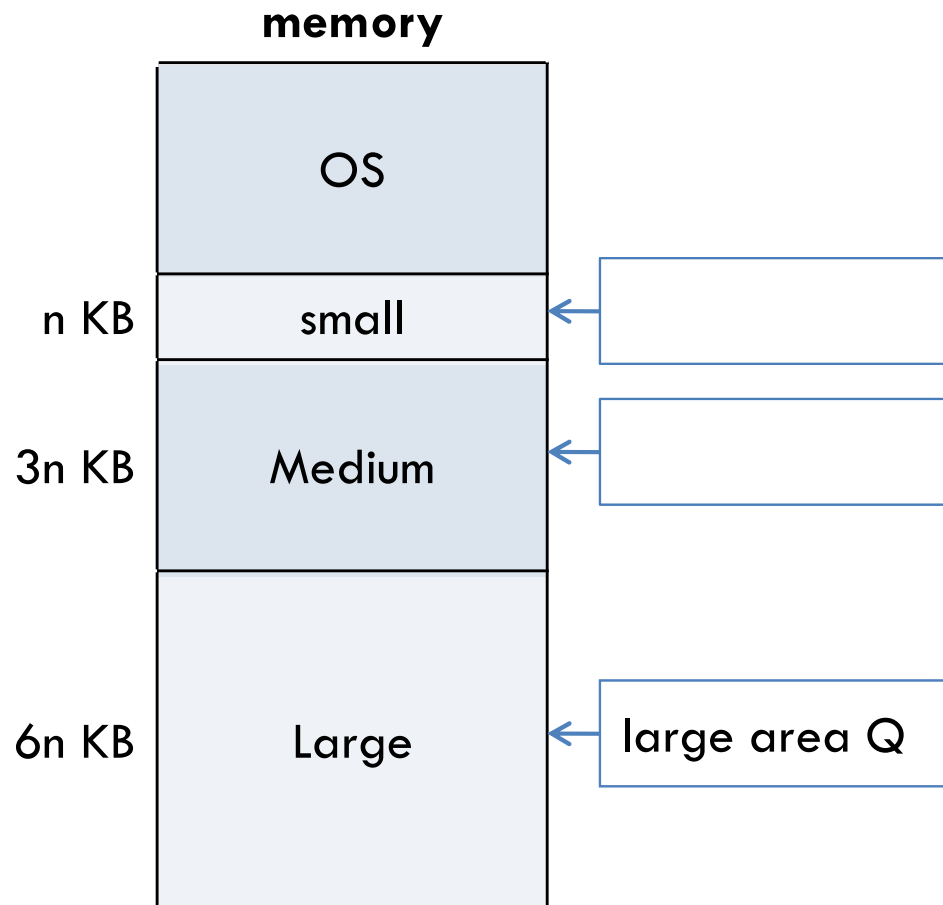 memory
OS
n KB
small
3n KB
Medium
6n KB
Large
large area Q